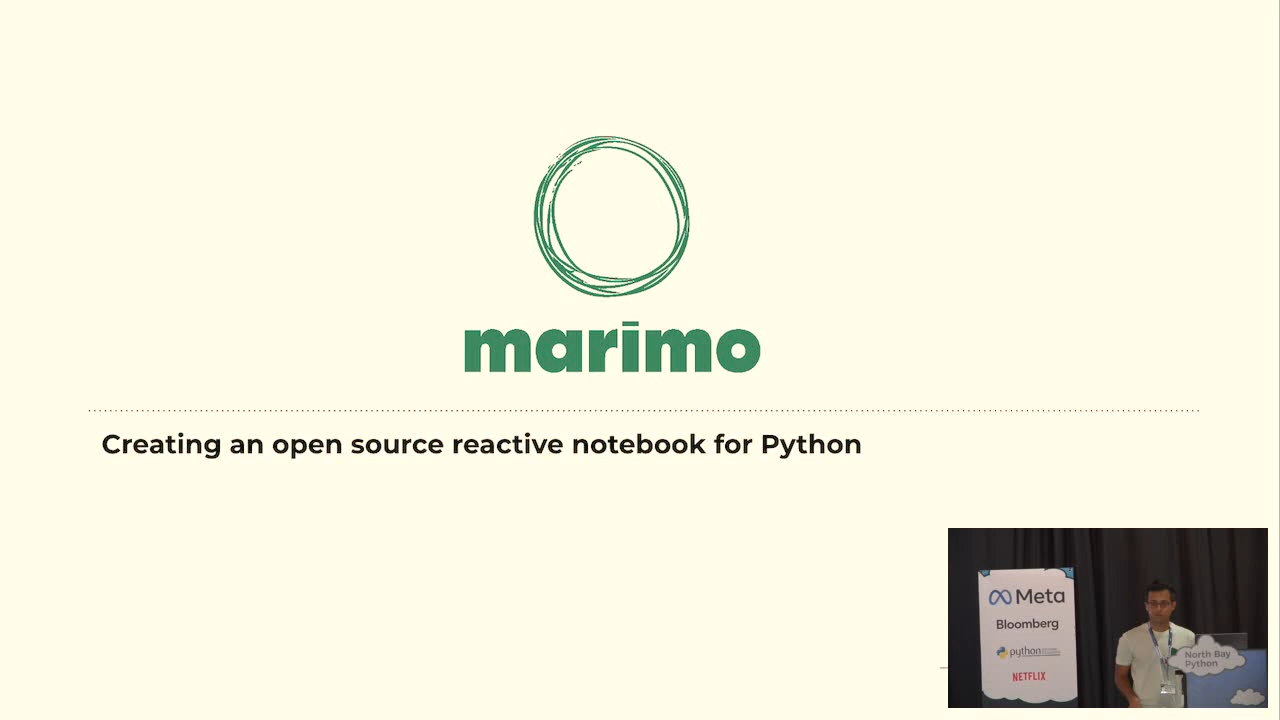 marimo
Creating an open source reactive notebook for Python
Meta
Bloomberg
python
NETFLIX
North Bay
Python